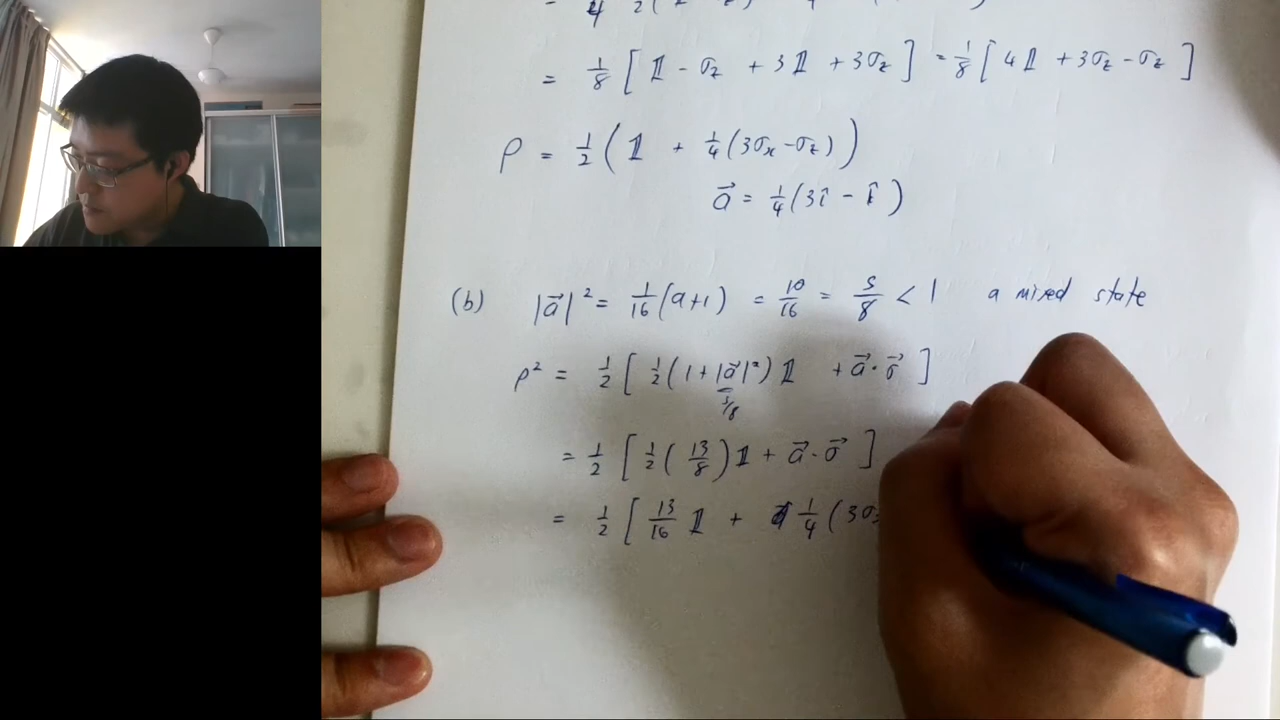 = 1/8 [ 𝟙 - σz + 3𝟙 + 3σz ] = 1/8 [ 4𝟙 + 3σz - σz ]
ρ = 1/2 ( 𝟙 + 1/4 (3σx - σz) )
a⃗ = 1/4 (3î - k̂)
(b) |a⃗|² = 1/16 (9+1) = 10/16 = 5/8 < 1 a mixed state
ρ² = 1/2 [ 1/2 (1 + |a⃗|²) 𝟙 + a⃗·σ⃗ ]
5/8
= 1/2 [ 1/2 ( 13/8 ) 𝟙 + a⃗·σ⃗ ]
= 1/2 [ 13/16 𝟙 + 1/4 ( 3σ